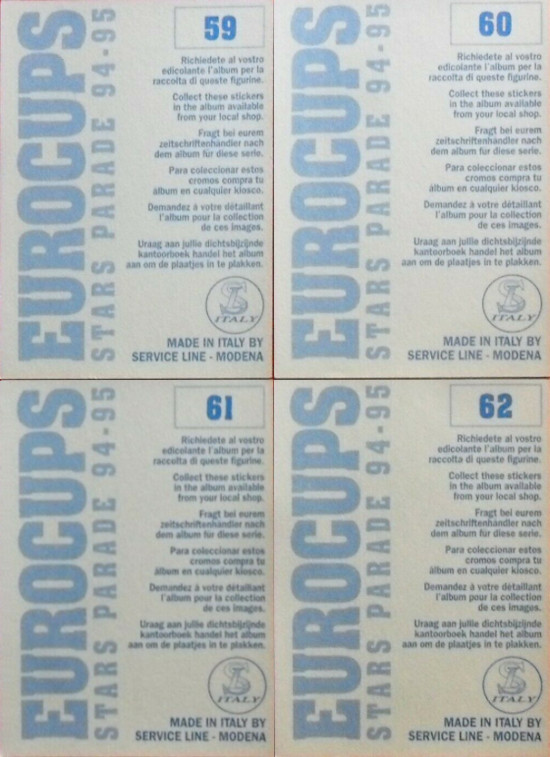 EUROCUPS
STARS PARADE 94-95
59
Richiedete al vostro
edicolante l'album per la
raccolta di queste figurine.
Collect these stickers
in the album available
from your local shop.
Fragt bei eurem
zeitschriftenhändler nach
dem album für diese serie.
Para coleccionar estos
cromos compra tu
álbum en cualquier kiosco.
Demandez à votre détaillant
l'album pour la collection
de ces images.
Uraag aan jullie dichtsbijzijnde
kantoorboek handel het album
aan om de plaatjes in te plakken.
SL
ITALY
MADE IN ITALY BY
SERVICE LINE - MODENA
EUROCUPS
STARS PARADE 94-95
60
Richiedete al vostro
edicolante l'album per la
raccolta di queste figurine.
Collect these stickers
in the album available
from your local shop.
Fragt bei eurem
zeitschriftenhändler nach
dem album für diese serie.
Para coleccionar estos
cromos compra tu
álbum en cualquier kiosco.
Demandez à votre détaillant
l'album pour la collection
de ces images.
Uraag aan jullie dichtsbijzijnde
kantoorboek handel het album
aan om de plaatjes in te plakken.
SL
ITALY
MADE IN ITALY BY
SERVICE LINE - MODENA
EUROCUPS
STARS PARADE 94-95
61
Richiedete al vostro
edicolante l'album per la
raccolta di queste figurine.
Collect these stickers
in the album available
from your local shop.
Fragt bei eurem
zeitschriftenhändler nach
dem album für diese serie.
Para coleccionar estos
cromos compra tu
álbum en cualquier kiosco.
Demandez à votre détaillant
l'album pour la collection
de ces images.
Uraag aan jullie dichtsbijzijnde
kantoorboek handel het album
aan om de plaatjes in te plakken.
SL
ITALY
MADE IN ITALY BY
SERVICE LINE - MODENA
EUROCUPS
STARS PARADE 94-95
62
Richiedete al vostro
edicolante l'album per la
raccolta di queste figurine.
Collect these stickers
in the album available
from your local shop.
Fragt bei eurem
zeitschriftenhändler nach
dem album für diese serie.
Para coleccionar estos
cromos compra tu
álbum en cualquier kiosco.
Demandez à votre détaillant
l'album pour la collection
de ces images.
Uraag aan jullie dichtsbijzijnde
kantoorboek handel het album
aan om de plaatjes in te plakken.
SL
ITALY
MADE IN ITALY BY
SERVICE LINE - MODENA